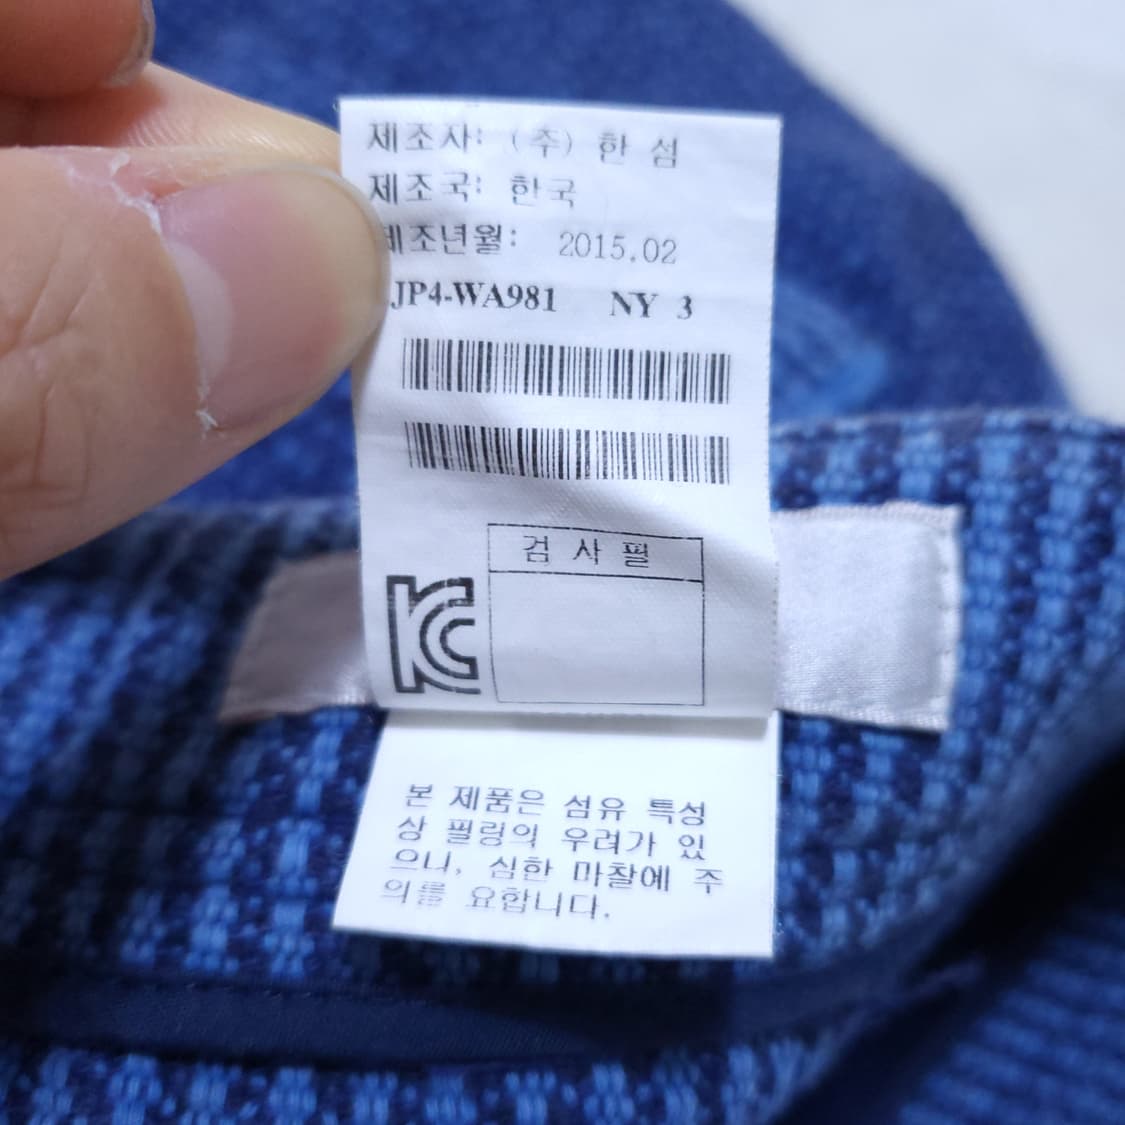 제조자: (주) 한 섬
제조국: 한국
제조년월: 2015.02
JP4-WA981 NY 3
검 사 필
KC
본 제품은 섬유 특성
상 필링의 우려가 있
으니, 심한 마찰에 주
의를 요합니다.